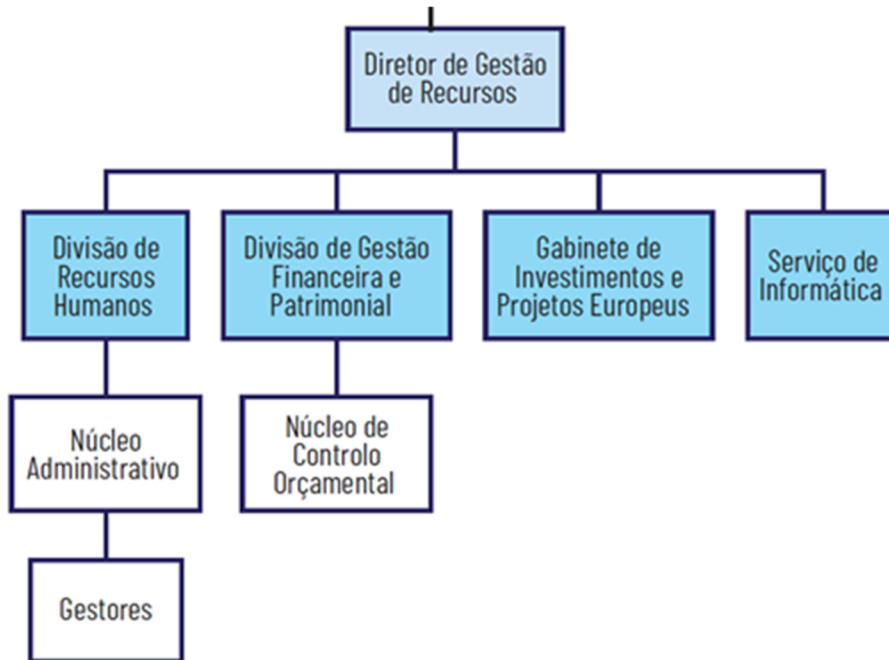 Diretor de Gestão
de Recursos
Divisão de
Recursos
Humanos
Divisão de Gestão
Financeira e
Patrimonial
Gabinete de
Investimentos e
Projetos Europeus
Serviço de
Informática
Núcleo
Administrativo
Núcleo de
Controlo
Orçamental
Gestores